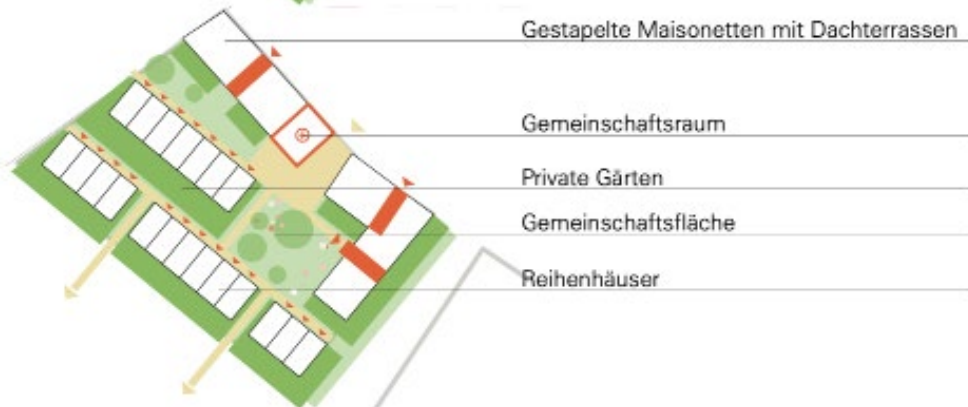 Gestapelte Maisonetten mit Dachterrassen
Gemeinschaftsraum
Private Gärten
Gemeinschaftsfläche
Reihenhäuser